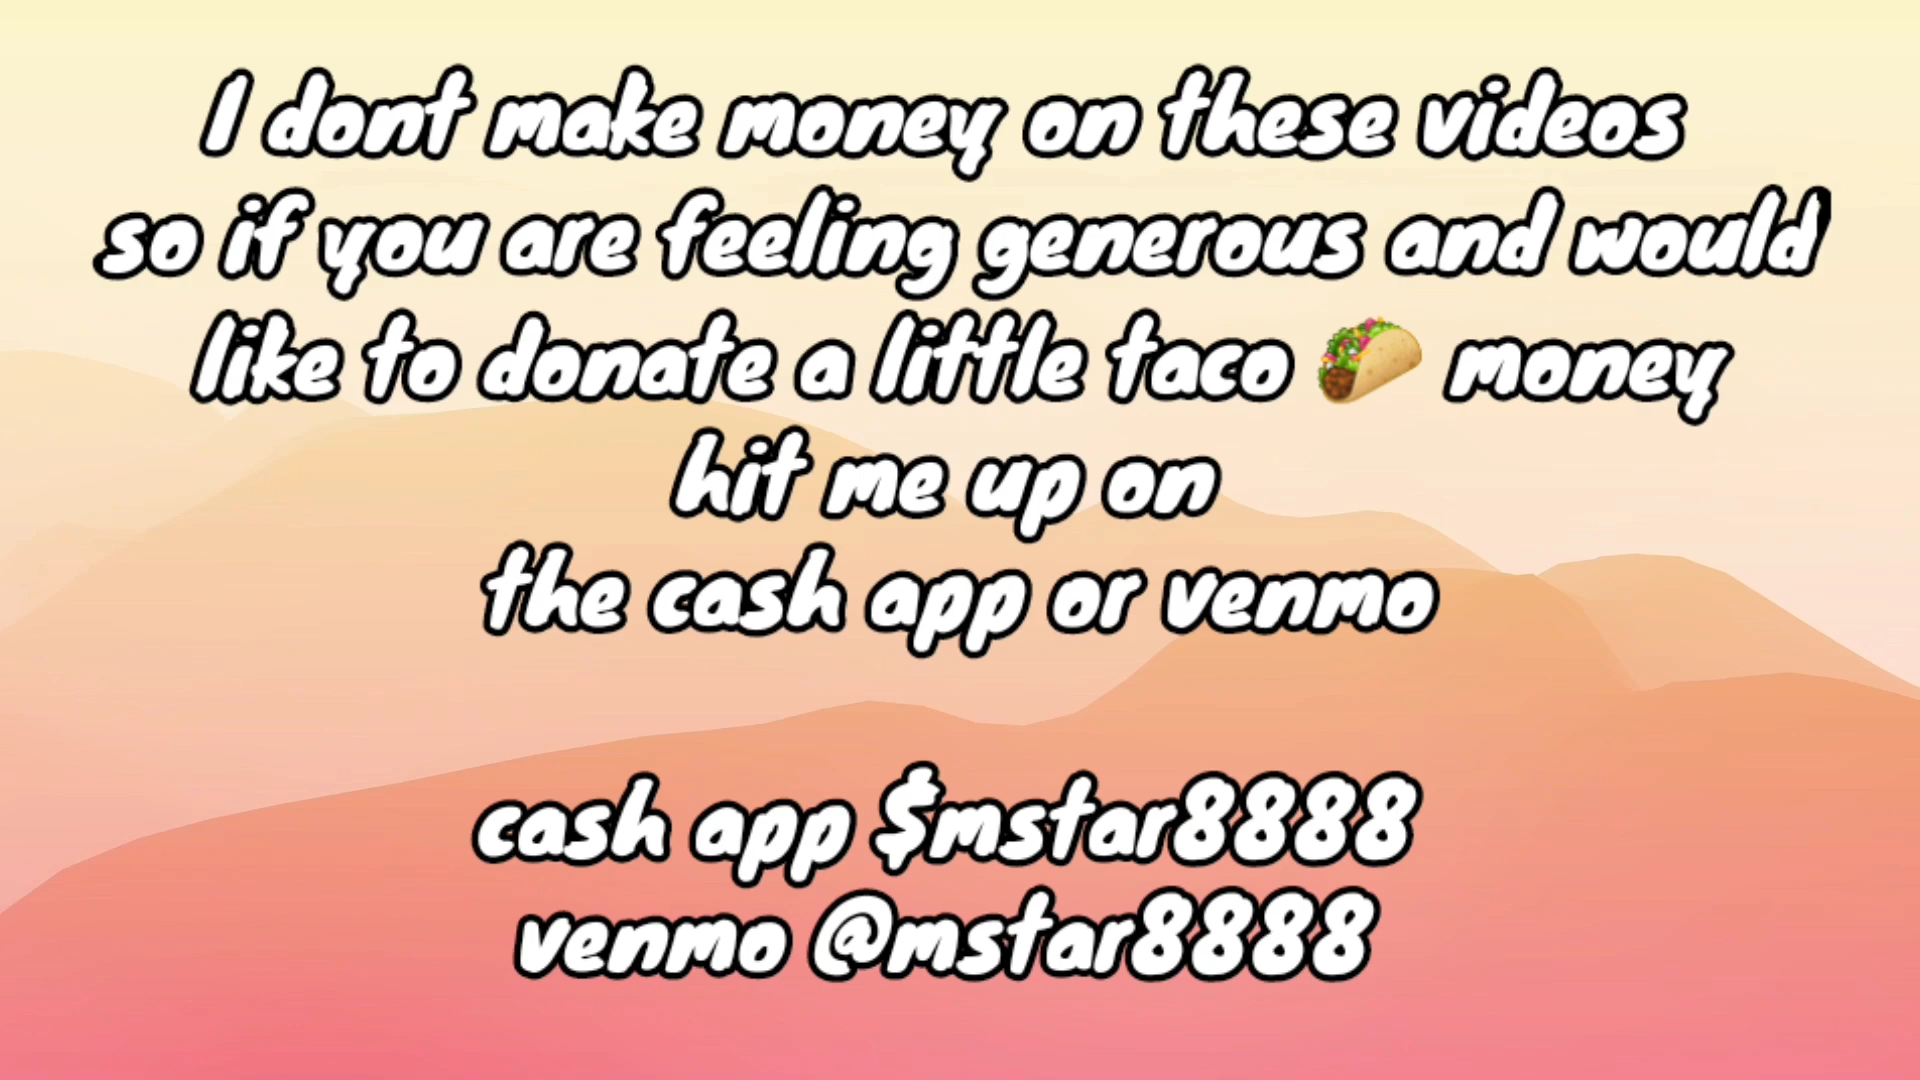 I dont make money on these videos
so if you are feeling generous and would
like to donate a little taco 🌮 money
hit me up on
the cash app or venmo
cash app $mstar8888
venmo @mstar8888